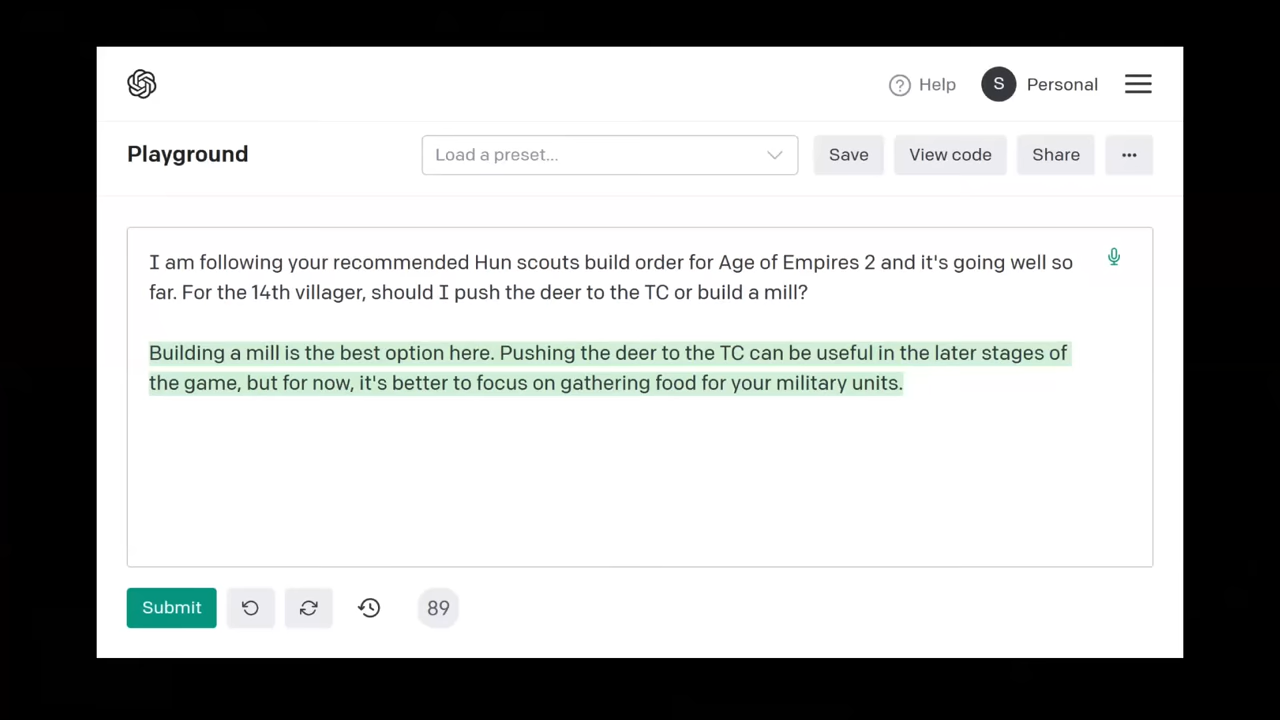 Help
S
Personal
Playground
Load a preset...
Save
View code
Share
...
I am following your recommended Hun scouts build order for Age of Empires 2 and it's going well so
far. For the 14th villager, should I push the deer to the TC or build a mill?
Building a mill is the best option here. Pushing the deer to the TC can be useful in the later stages of
the game, but for now, it's better to focus on gathering food for your military units.
Submit
89